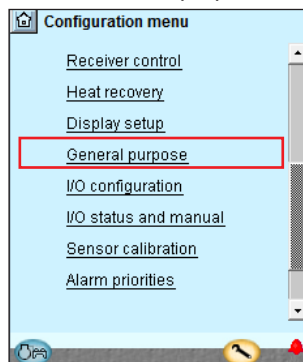 Configuration menu
Receiver control
Heat recovery
Display setup
General purpose
I/O configuration
I/O status and manual
Sensor calibration
Alarm priorities